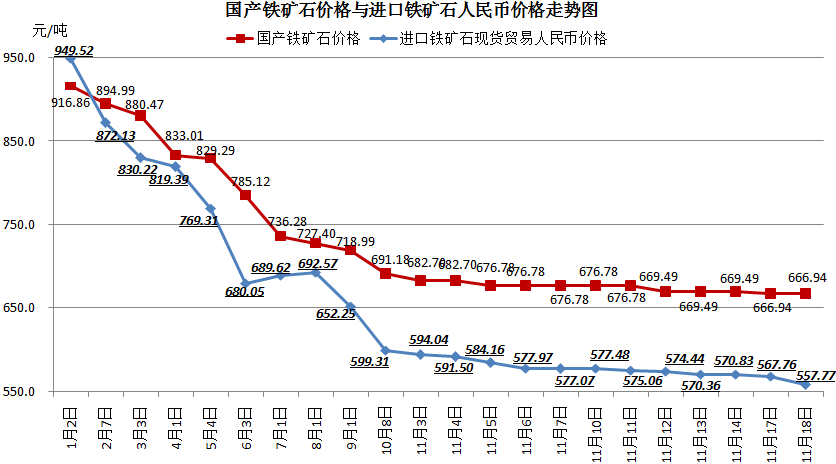 国产铁矿石价格与进口铁矿石人民币价格走势图
元/吨
国产铁矿石价格 进口铁矿石现货贸易人民币价格
950.0
850.0
750.0
650.0
550.0
916.86 894.99 880.47 833.01 829.29 785.12 736.28 727.40 718.99 691.18 682.70 682.70 676.78 676.78 676.78 676.78 676.78 669.49 669.49 669.49 666.94 666.94
949.52 872.13 830.22 819.39 769.31 680.05 689.62 692.57 652.25 599.31 594.04 591.50 584.16 577.97 577.07 577.48 575.06 574.44 570.36 570.83 567.76 557.77
1月2日 2月7日 3月3日 4月1日 5月4日 6月3日 7月1日 8月1日 9月1日 10月8日 11月3日 11月4日 11月5日 11月6日 11月7日 11月10日 11月11日 11月12日 11月13日 11月14日 11月17日 11月18日